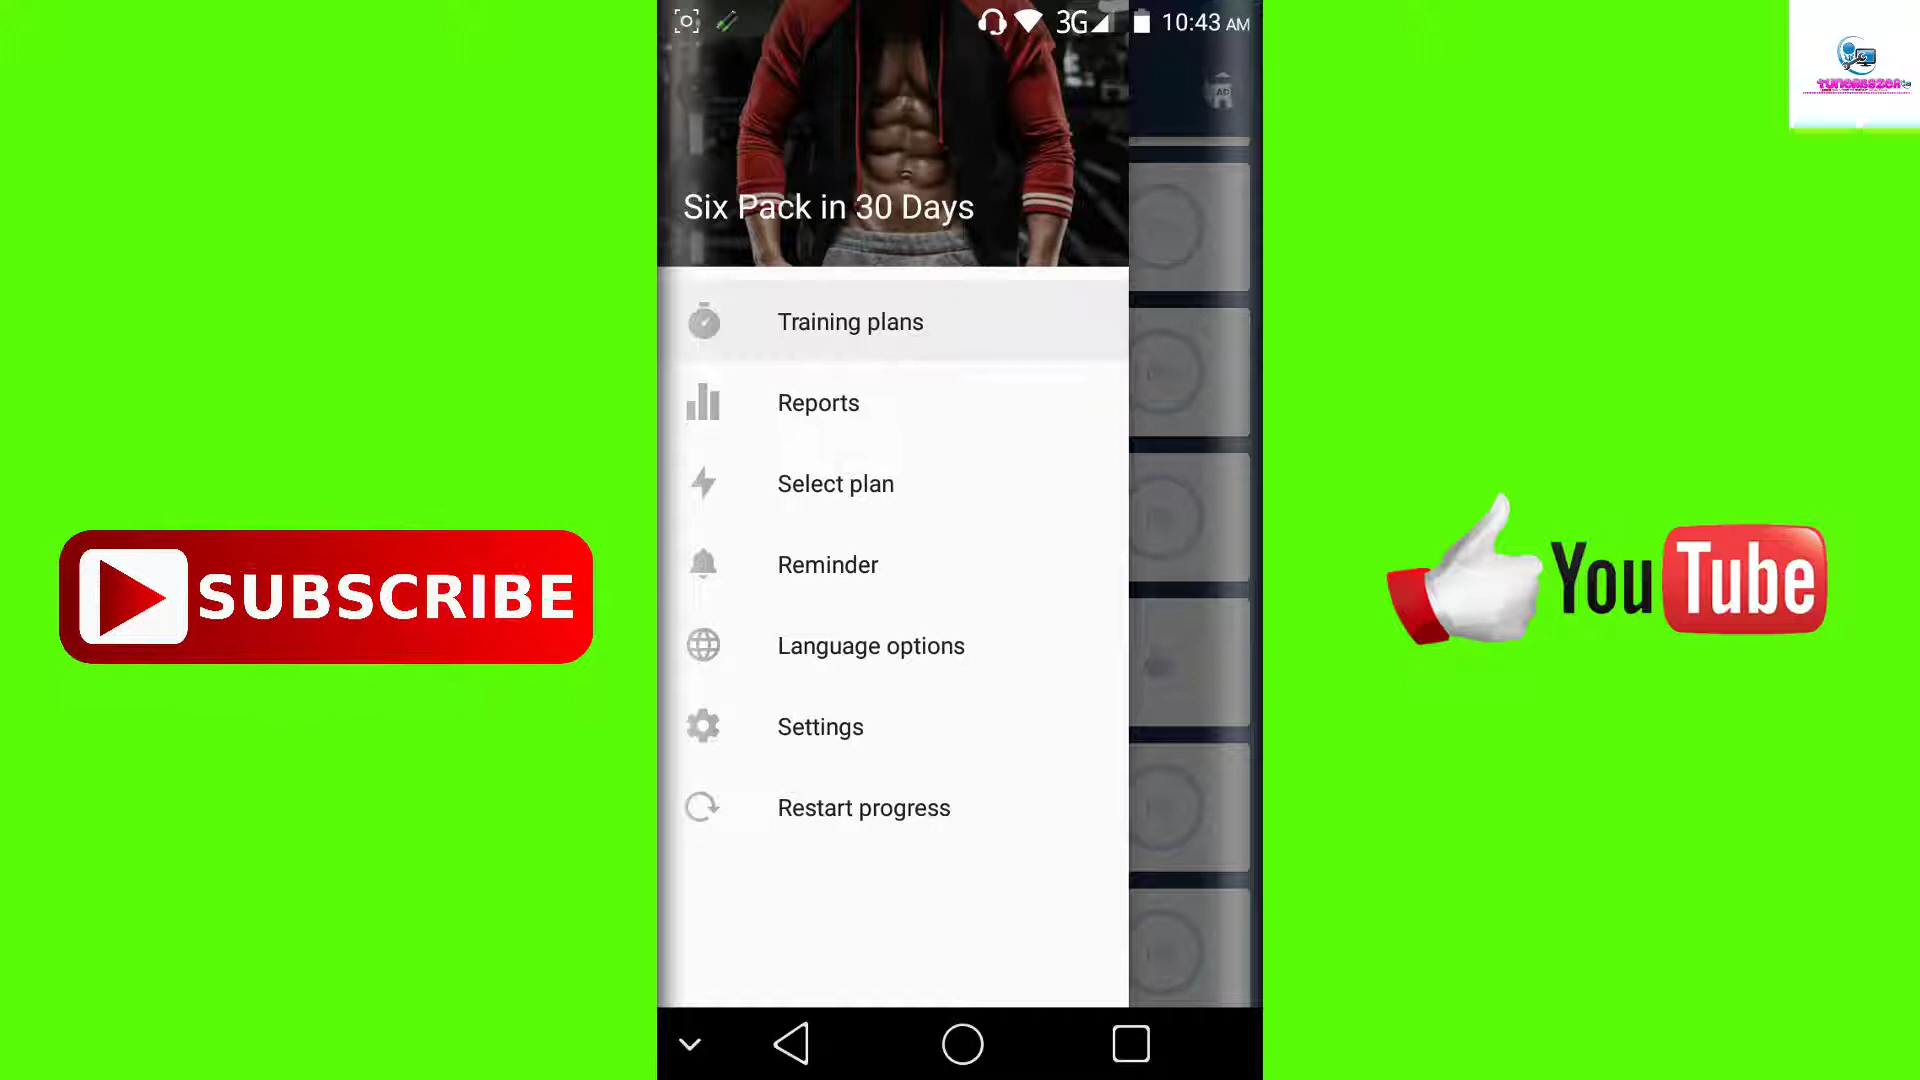 3G 10:43 AM
AD
Six Pack in 30 Days
Training plans
Reports
Select plan
Reminder
Language options
Settings
Restart progress
SUBSCRIBE
YouTube